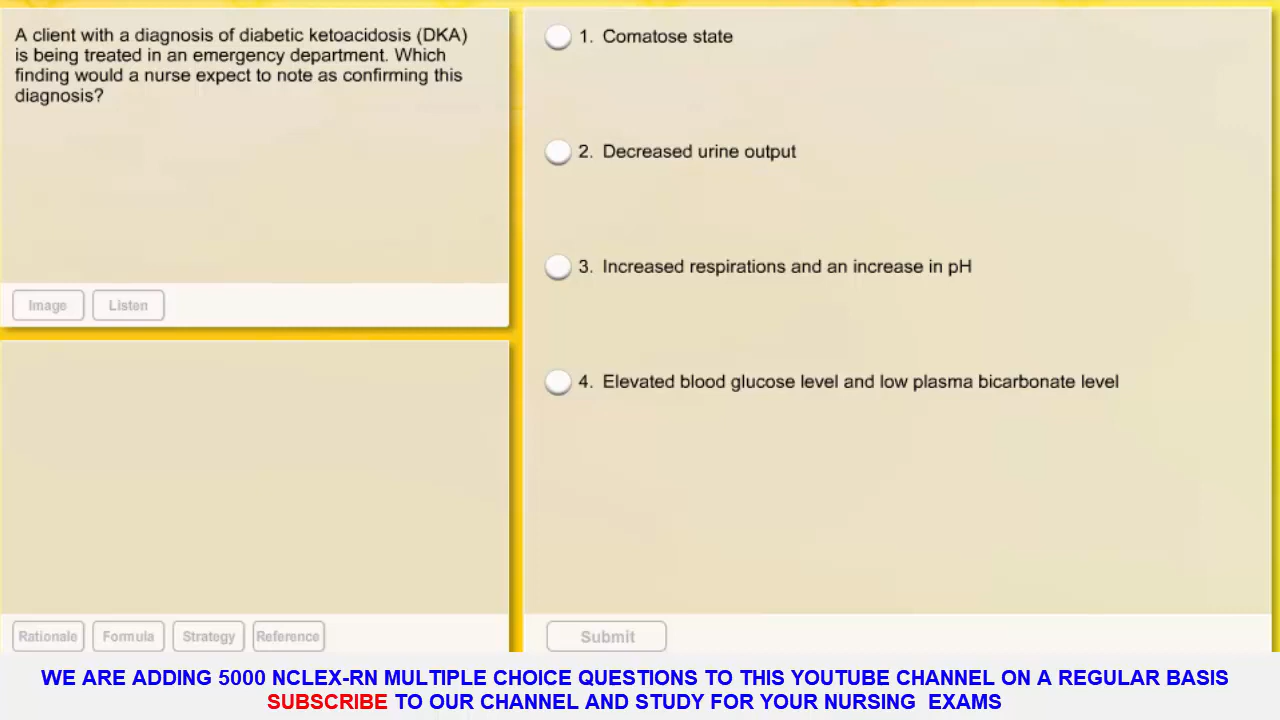 A client with a diagnosis of diabetic ketoacidosis (DKA)
is being treated in an emergency department. Which
finding would a nurse expect to note as confirming this
diagnosis?
Image Listen
Rationale Formula Strategy Reference
1. Comatose state
2. Decreased urine output
3. Increased respirations and an increase in pH
4. Elevated blood glucose level and low plasma bicarbonate level
Submit
WE ARE ADDING 5000 NCLEX-RN MULTIPLE CHOICE QUESTIONS TO THIS YOUTUBE CHANNEL ON A REGULAR BASIS
SUBSCRIBE TO OUR CHANNEL AND STUDY FOR YOUR NURSING EXAMS